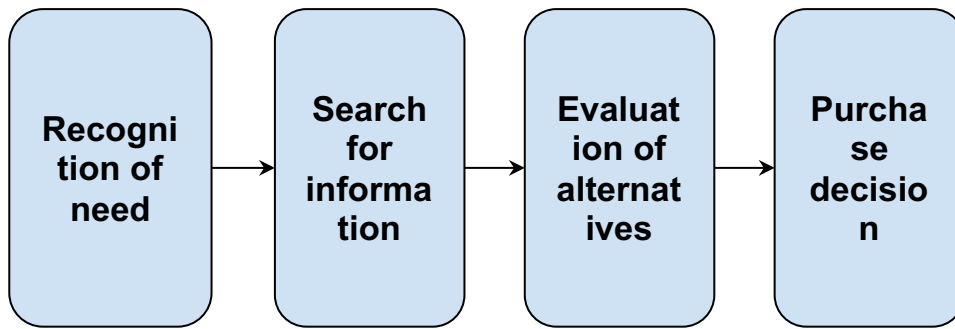 Recogni
tion of
need
Search
for
informa
tion
Evaluat
ion of
alternat
ives
Purcha
se
decisio
n